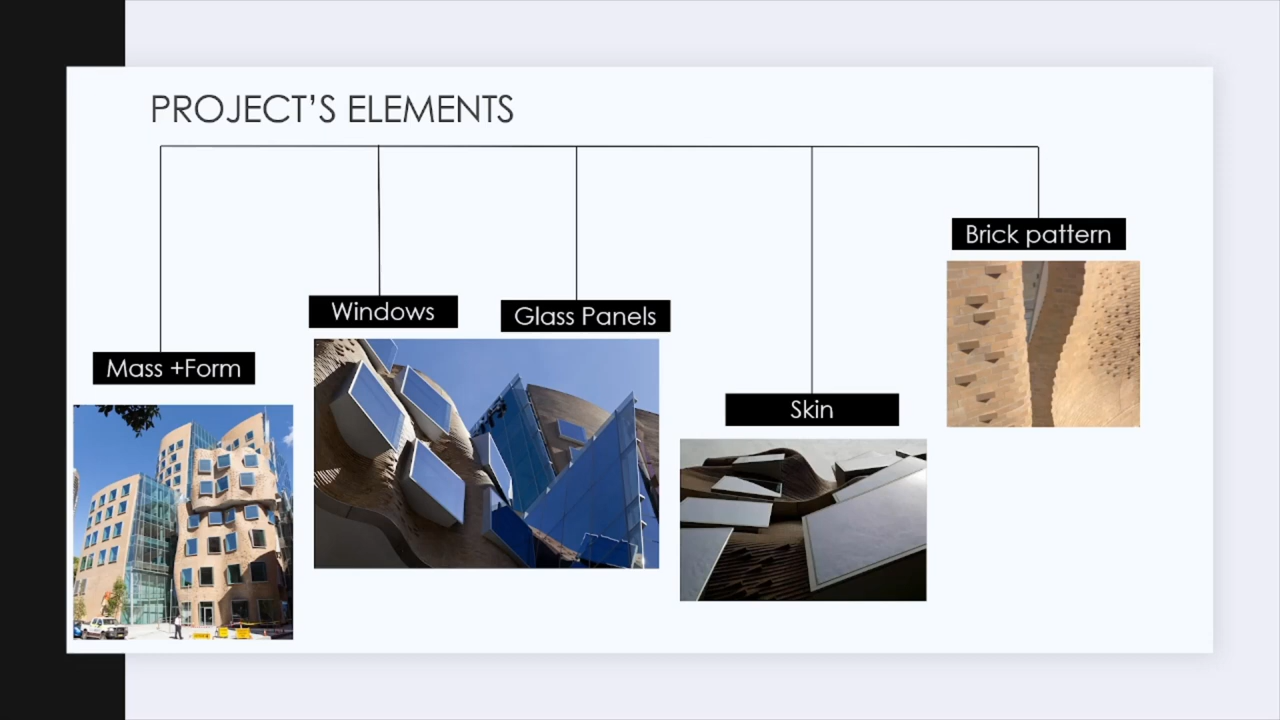 PROJECT’S ELEMENTS
Mass +Form
Windows
Glass Panels
Skin
Brick pattern